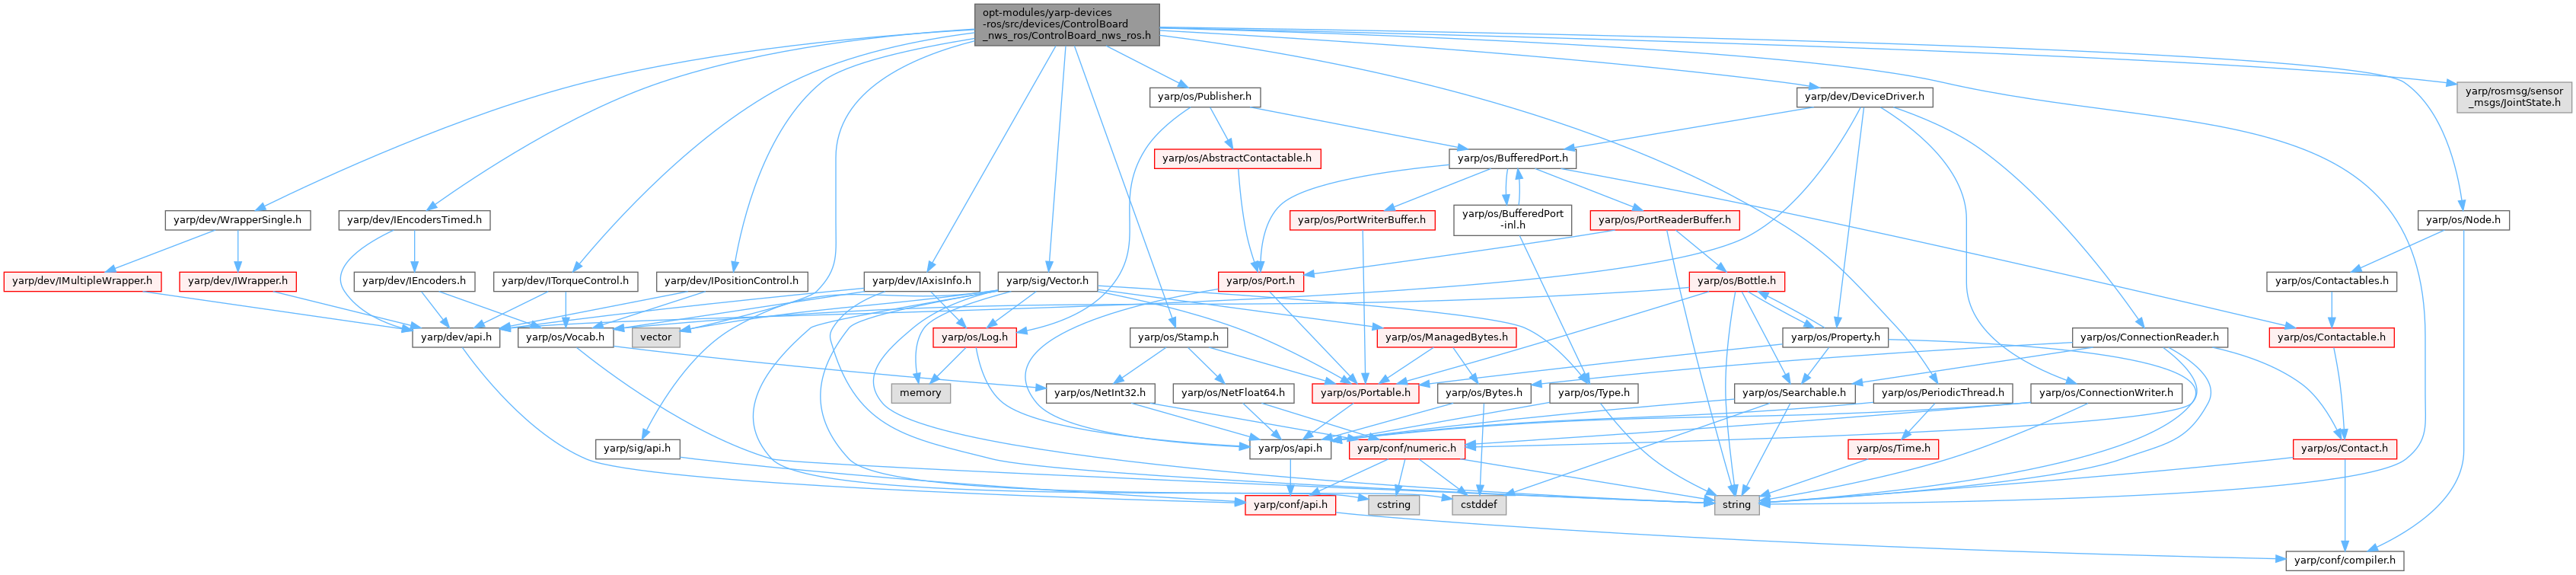 opt-modules/yarp-devices
-ros/src/devices/ControlBoard
_nws_ros/ControlBoard_nws_ros.h
yarp/os/Publisher.h
yarp/dev/DeviceDriver.h
yarp/rosmsg/sensor
_msgs/JointState.h
yarp/os/AbstractContactable.h
yarp/os/BufferedPort.h
yarp/dev/WrapperSingle.h
yarp/dev/IEncodersTimed.h
yarp/os/PortWriterBuffer.h
yarp/os/BufferedPort
-inl.h
yarp/os/PortReaderBuffer.h
yarp/os/Node.h
yarp/dev/IMultipleWrapper.h
yarp/dev/IWrapper.h
yarp/dev/IEncoders.h
yarp/dev/ITorqueControl.h
yarp/dev/IPositionControl.h
yarp/dev/IAxisInfo.h
yarp/sig/Vector.h
yarp/os/Port.h
yarp/os/Bottle.h
yarp/os/Contactables.h
yarp/dev/api.h
yarp/os/Vocab.h
vector
yarp/os/Log.h
yarp/os/Stamp.h
yarp/os/ManagedBytes.h
yarp/os/Property.h
yarp/os/ConnectionReader.h
yarp/os/Contactable.h
memory
yarp/os/NetInt32.h
yarp/os/NetFloat64.h
yarp/os/Portable.h
yarp/os/Bytes.h
yarp/os/Type.h
yarp/os/Searchable.h
yarp/os/PeriodicThread.h
yarp/os/ConnectionWriter.h
yarp/sig/api.h
yarp/os/api.h
yarp/conf/numeric.h
yarp/os/Time.h
yarp/os/Contact.h
yarp/conf/api.h
cstring
cstddef
string
yarp/conf/compiler.h